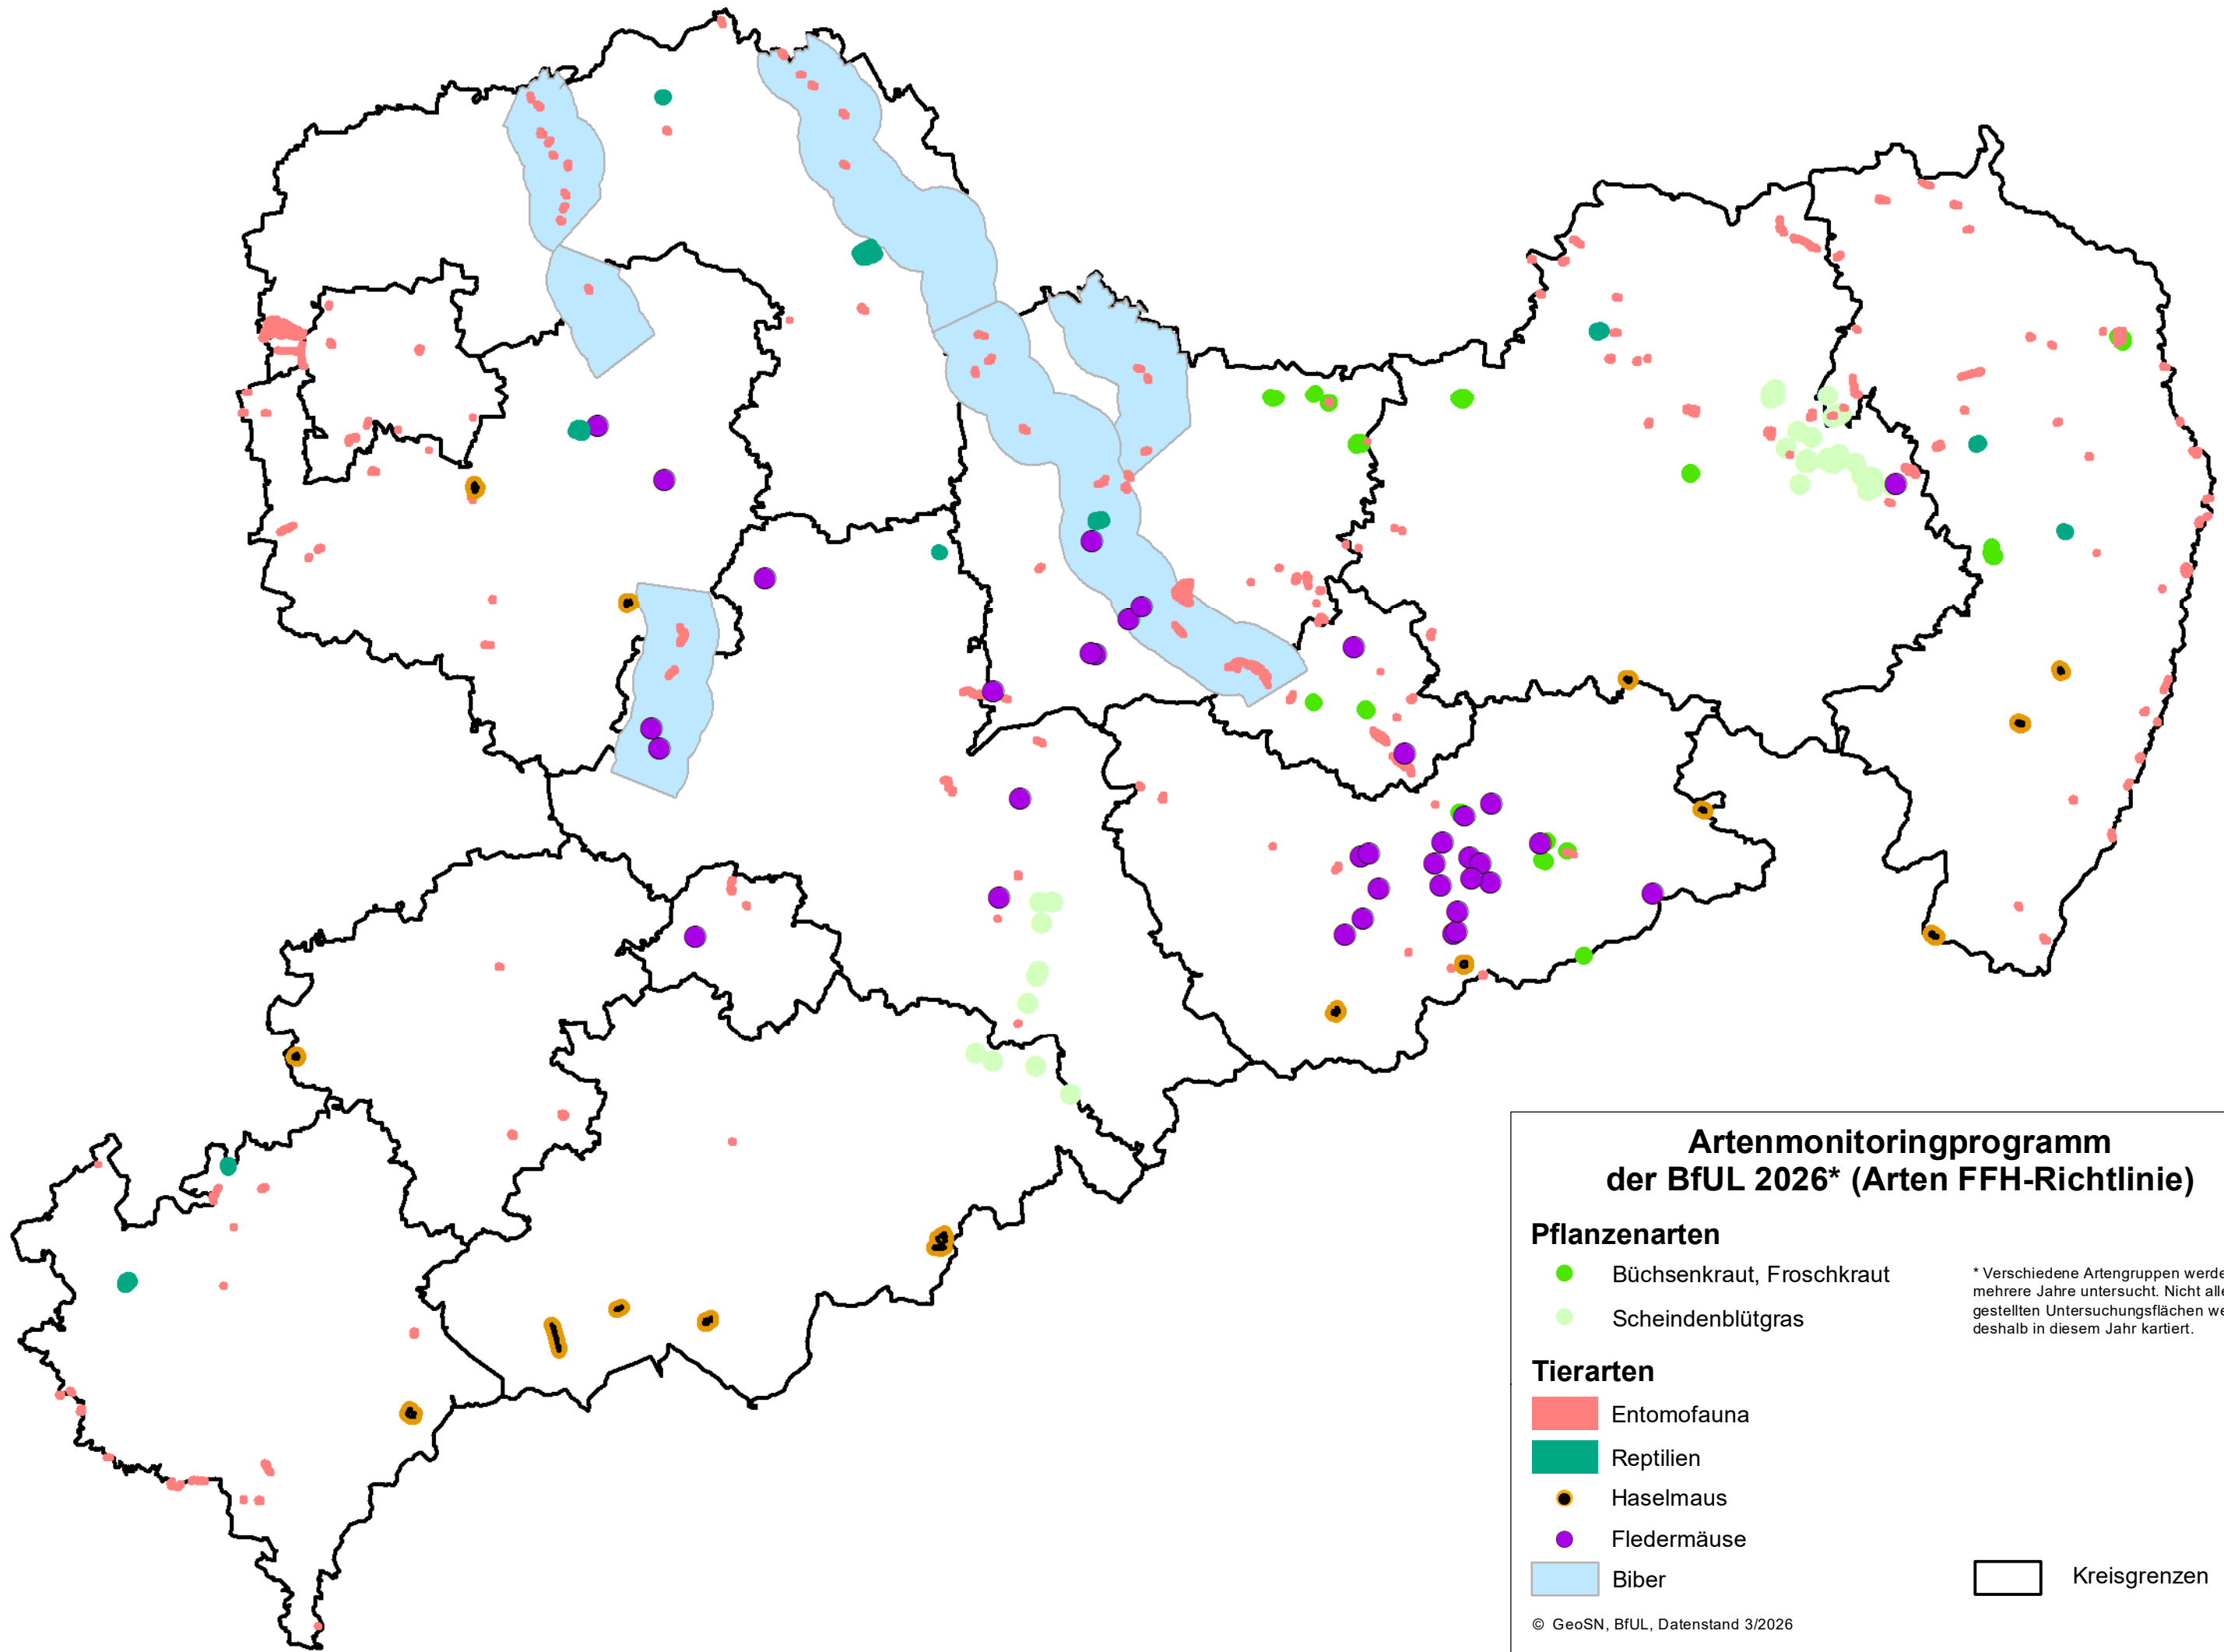 Artenmonitoringprogramm
der BfUL 2026* (Arten FFH-Richtlinie)
Pflanzenarten
Büchsenkraut, Froschkraut
Scheindenblütgras
* Verschiedene Artengruppen werde
mehrere Jahre untersucht. Nicht alle
gestellten Untersuchungsflächen we
deshalb in diesem Jahr kartiert.
Tierarten
Entomofauna
Reptilien
Haselmaus
Fledermäuse
Biber
Kreisgrenzen
© GeoSN, BfUL, Datenstand 3/2026